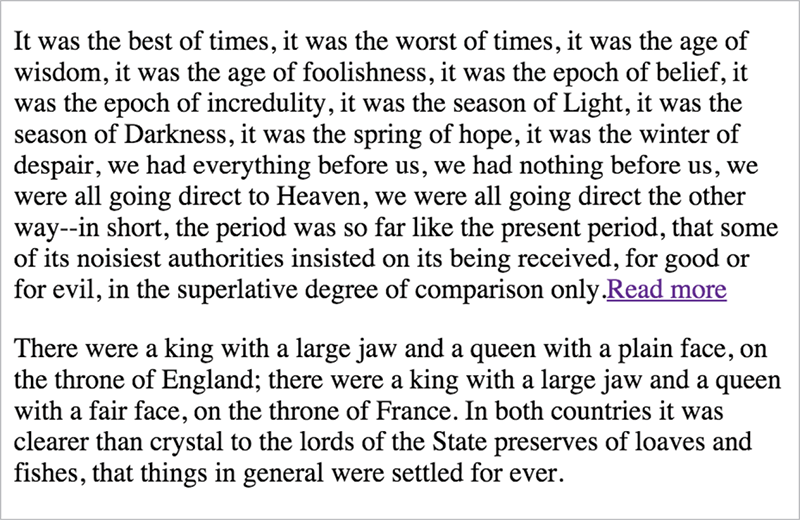 It was the best of times, it was the worst of times, it was the age of
wisdom, it was the age of foolishness, it was the epoch of belief, it
was the epoch of incredulity, it was the season of Light, it was the
season of Darkness, it was the spring of hope, it was the winter of
despair, we had everything before us, we had nothing before us, we
were all going direct to Heaven, we were all going direct the other
way--in short, the period was so far like the present period, that some
of its noisiest authorities insisted on its being received, for good or
for evil, in the superlative degree of comparison only.Read more
There were a king with a large jaw and a queen with a plain face, on
the throne of England; there were a king with a large jaw and a queen
with a fair face, on the throne of France. In both countries it was
clearer than crystal to the lords of the State preserves of loaves and
fishes, that things in general were settled for ever.